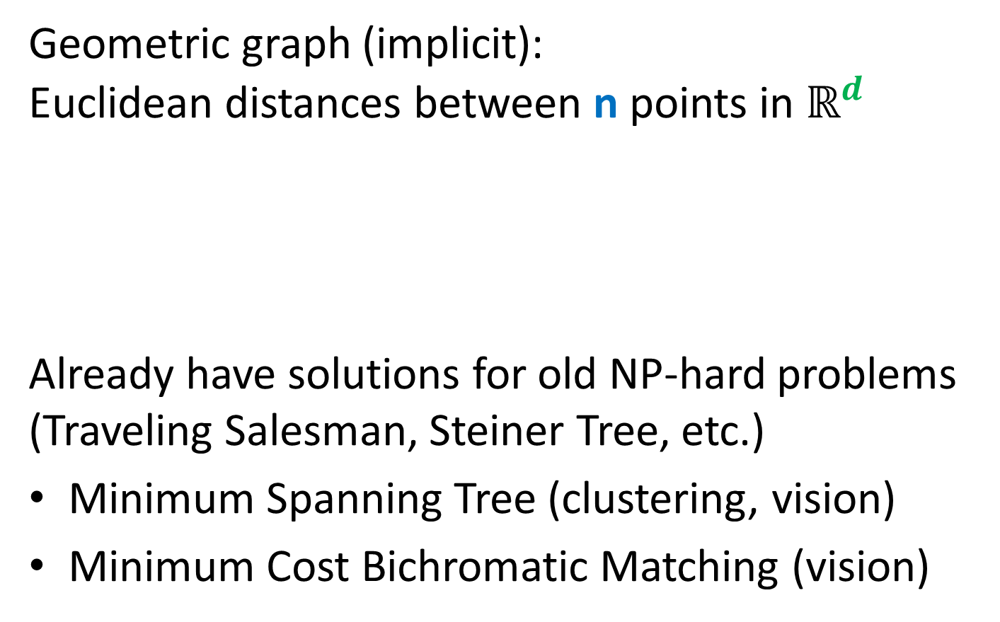 Geometric graph (implicit):
Euclidean distances between n points in ℝ^d
Already have solutions for old NP-hard problems
(Traveling Salesman, Steiner Tree, etc.)
• Minimum Spanning Tree (clustering, vision)
• Minimum Cost Bichromatic Matching (vision)